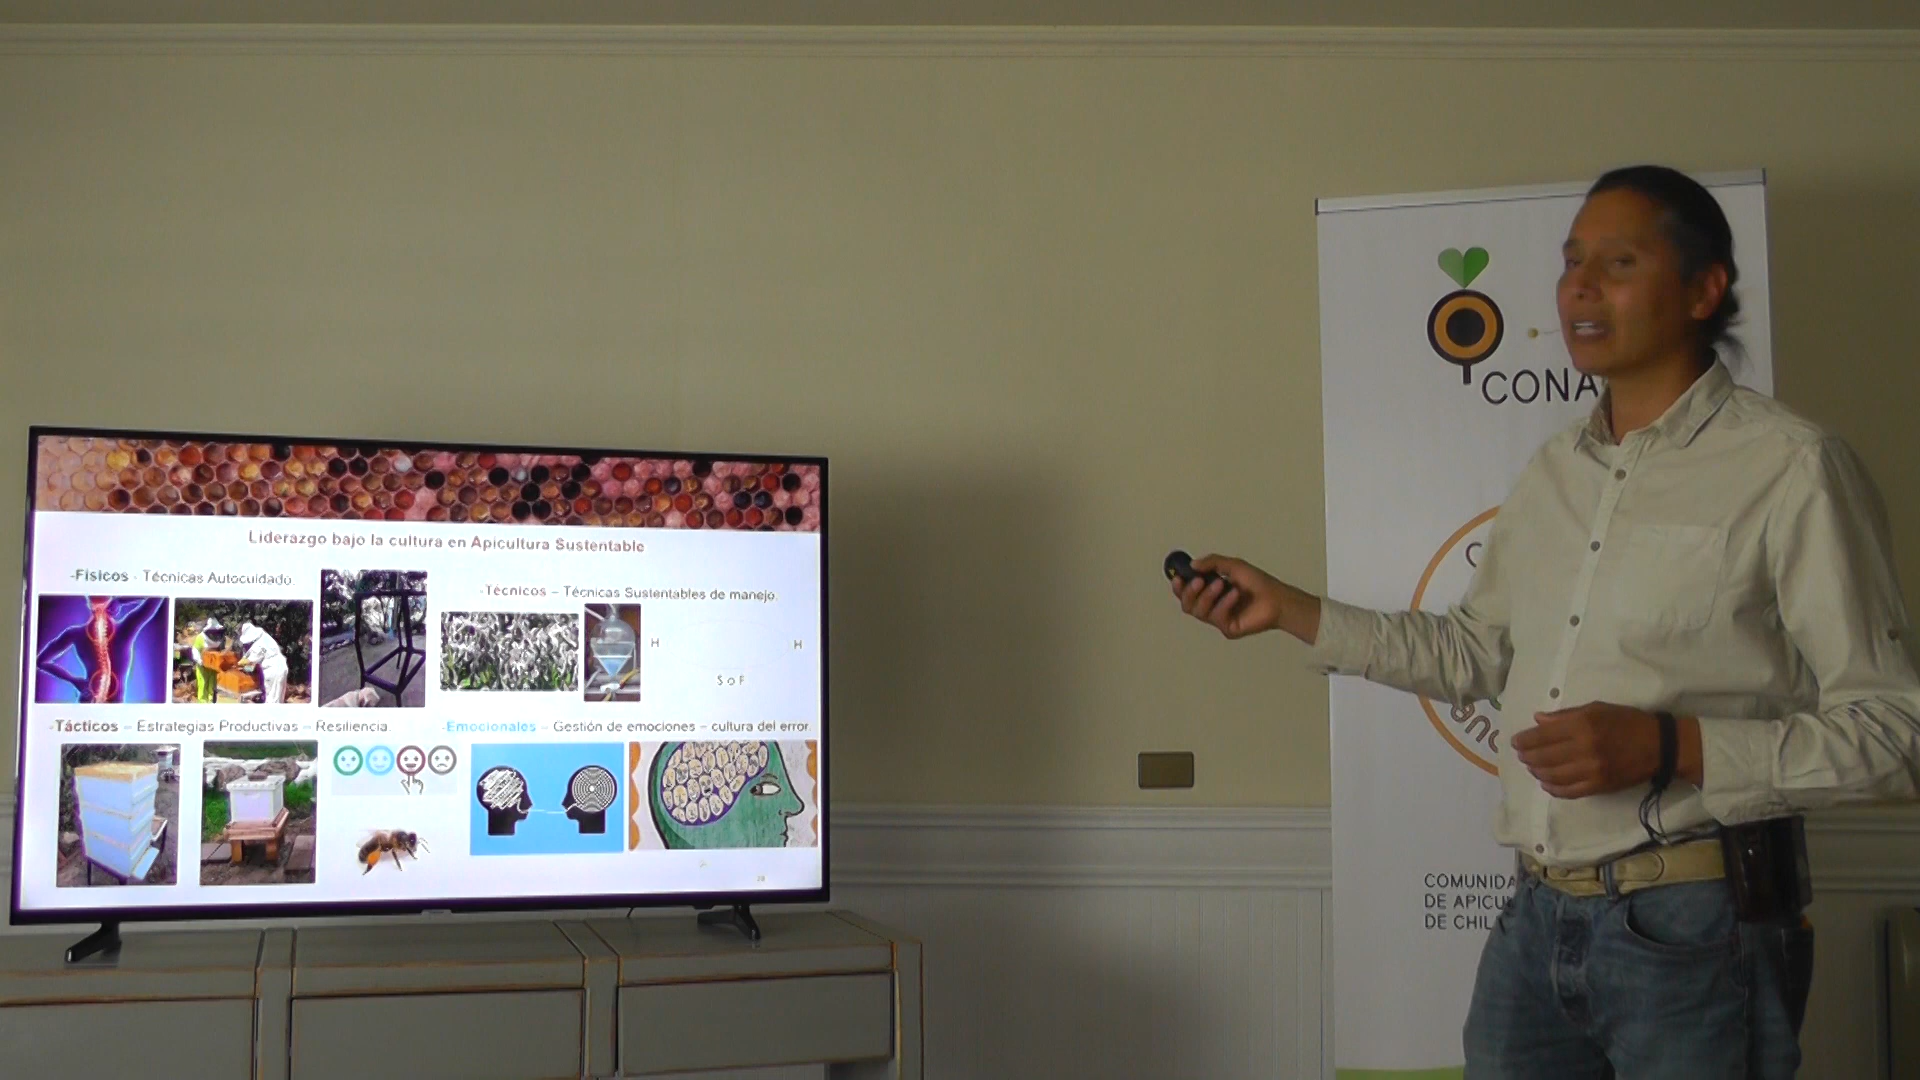 Liderazgo bajo la cultura en Apicultura Sustentable
-Físicos - Técnicas Autocuidado.
-Técnicos – Técnicas Sustentables de manejo.
H H
S o F
-Tácticos – Estrategias Productivas – Resiliencia.
-Emocionales – Gestión de emociones – cultura del error.
CONA
COMUNIDA
DE APICU
DE CHIL